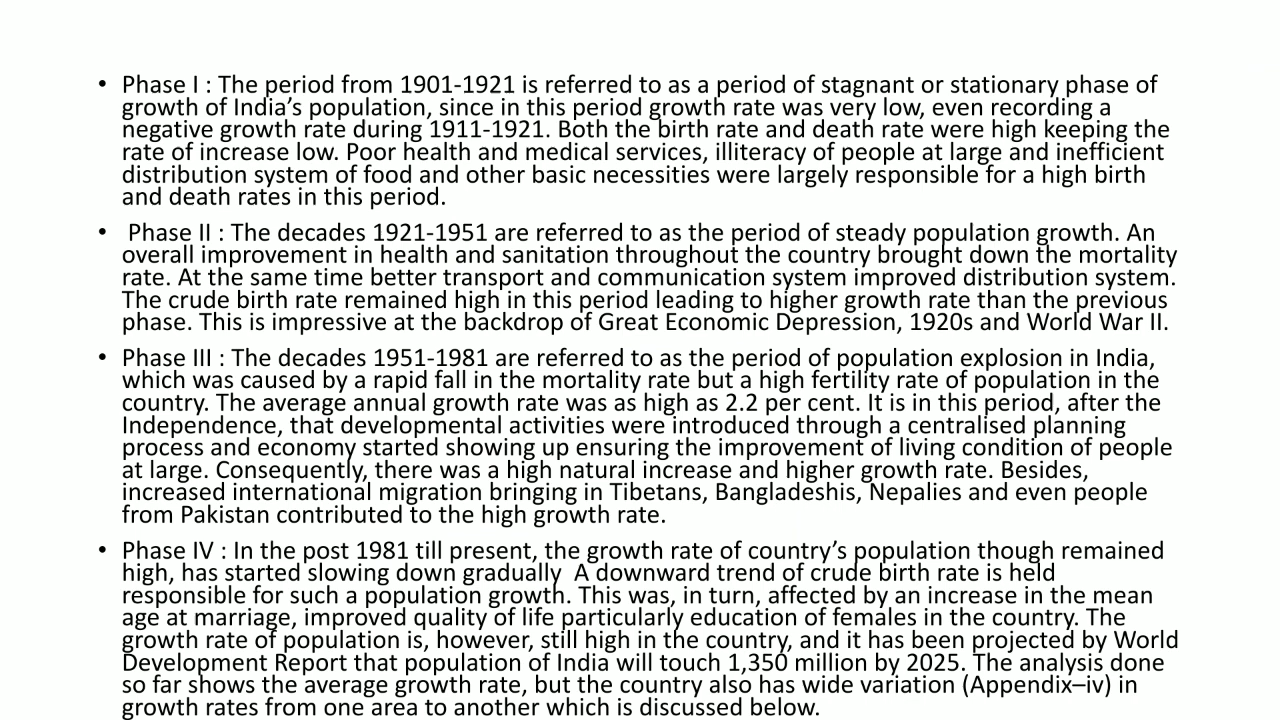 • Phase I : The period from 1901-1921 is referred to as a period of stagnant or stationary phase of
growth of India’s population, since in this period growth rate was very low, even recording a
negative growth rate during 1911-1921. Both the birth rate and death rate were high keeping the
rate of increase low. Poor health and medical services, illiteracy of people at large and inefficient
distribution system of food and other basic necessities were largely responsible for a high birth
and death rates in this period.
• Phase II : The decades 1921-1951 are referred to as the period of steady population growth. An
overall improvement in health and sanitation throughout the country brought down the mortality
rate. At the same time better transport and communication system improved distribution system.
The crude birth rate remained high in this period leading to higher growth rate than the previous
phase. This is impressive at the backdrop of Great Economic Depression, 1920s and World War II.
• Phase III : The decades 1951-1981 are referred to as the period of population explosion in India,
which was caused by a rapid fall in the mortality rate but a high fertility rate of population in the
country. The average annual growth rate was as high as 2.2 per cent. It is in this period, after the
Independence, that developmental activities were introduced through a centralised planning
process and economy started showing up ensuring the improvement of living condition of people
at large. Consequently, there was a high natural increase and higher growth rate. Besides,
increased international migration bringing in Tibetans, Bangladeshis, Nepalies and even people
from Pakistan contributed to the high growth rate.
• Phase IV : In the post 1981 till present, the growth rate of country’s population though remained
high, has started slowing down gradually  A downward trend of crude birth rate is held
responsible for such a population growth. This was, in turn, affected by an increase in the mean
age at marriage, improved quality of life particularly education of females in the country. The
growth rate of population is, however, still high in the country, and it has been projected by World
Development Report that population of India will touch 1,350 million by 2025. The analysis done
so far shows the average growth rate, but the country also has wide variation (Appendix–iv) in
growth rates from one area to another which is discussed below.